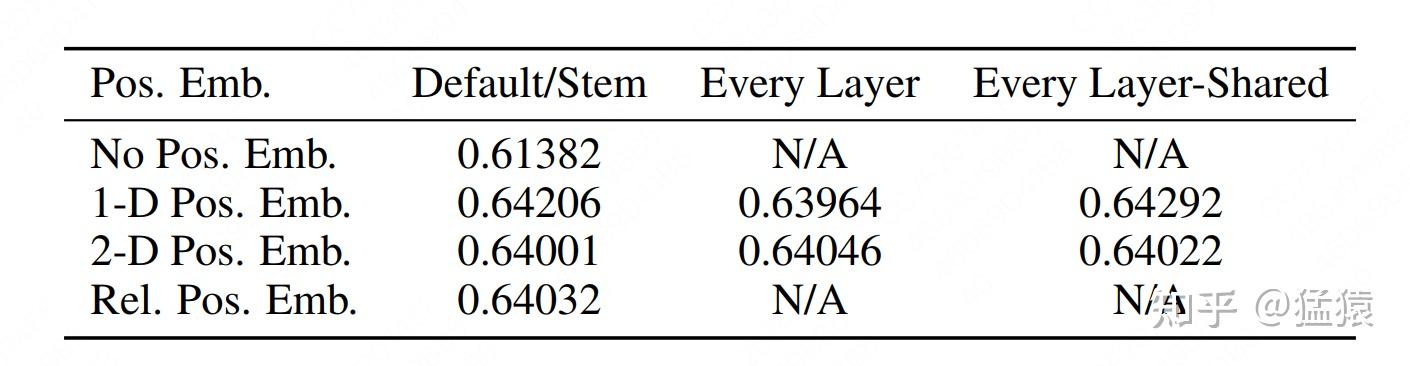 Pos. Emb. Default/Stem Every Layer Every Layer-Shared
No Pos. Emb. 0.61382 N/A N/A
1-D Pos. Emb. 0.64206 0.63964 0.64292
2-D Pos. Emb. 0.64001 0.64046 0.64022
Rel. Pos. Emb. 0.64032 N/A N/A
知乎 @猛猿